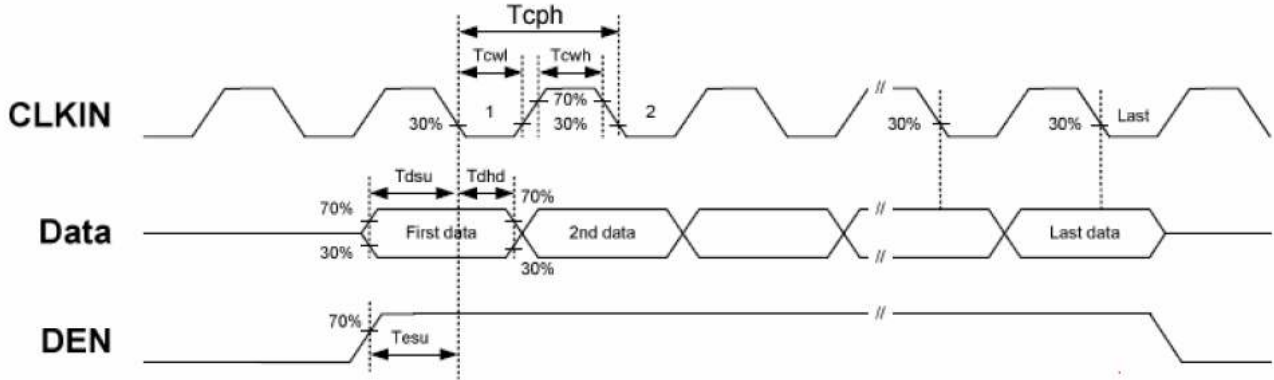 Tcph
Tcwl Tcwh
CLKIN 30% 1 70% 30% 2 // 30% 30% Last
Tdsu Tdhd
70% 70%
Data First data 2nd data // Last data
30% 30%
70% //
DEN Tesu